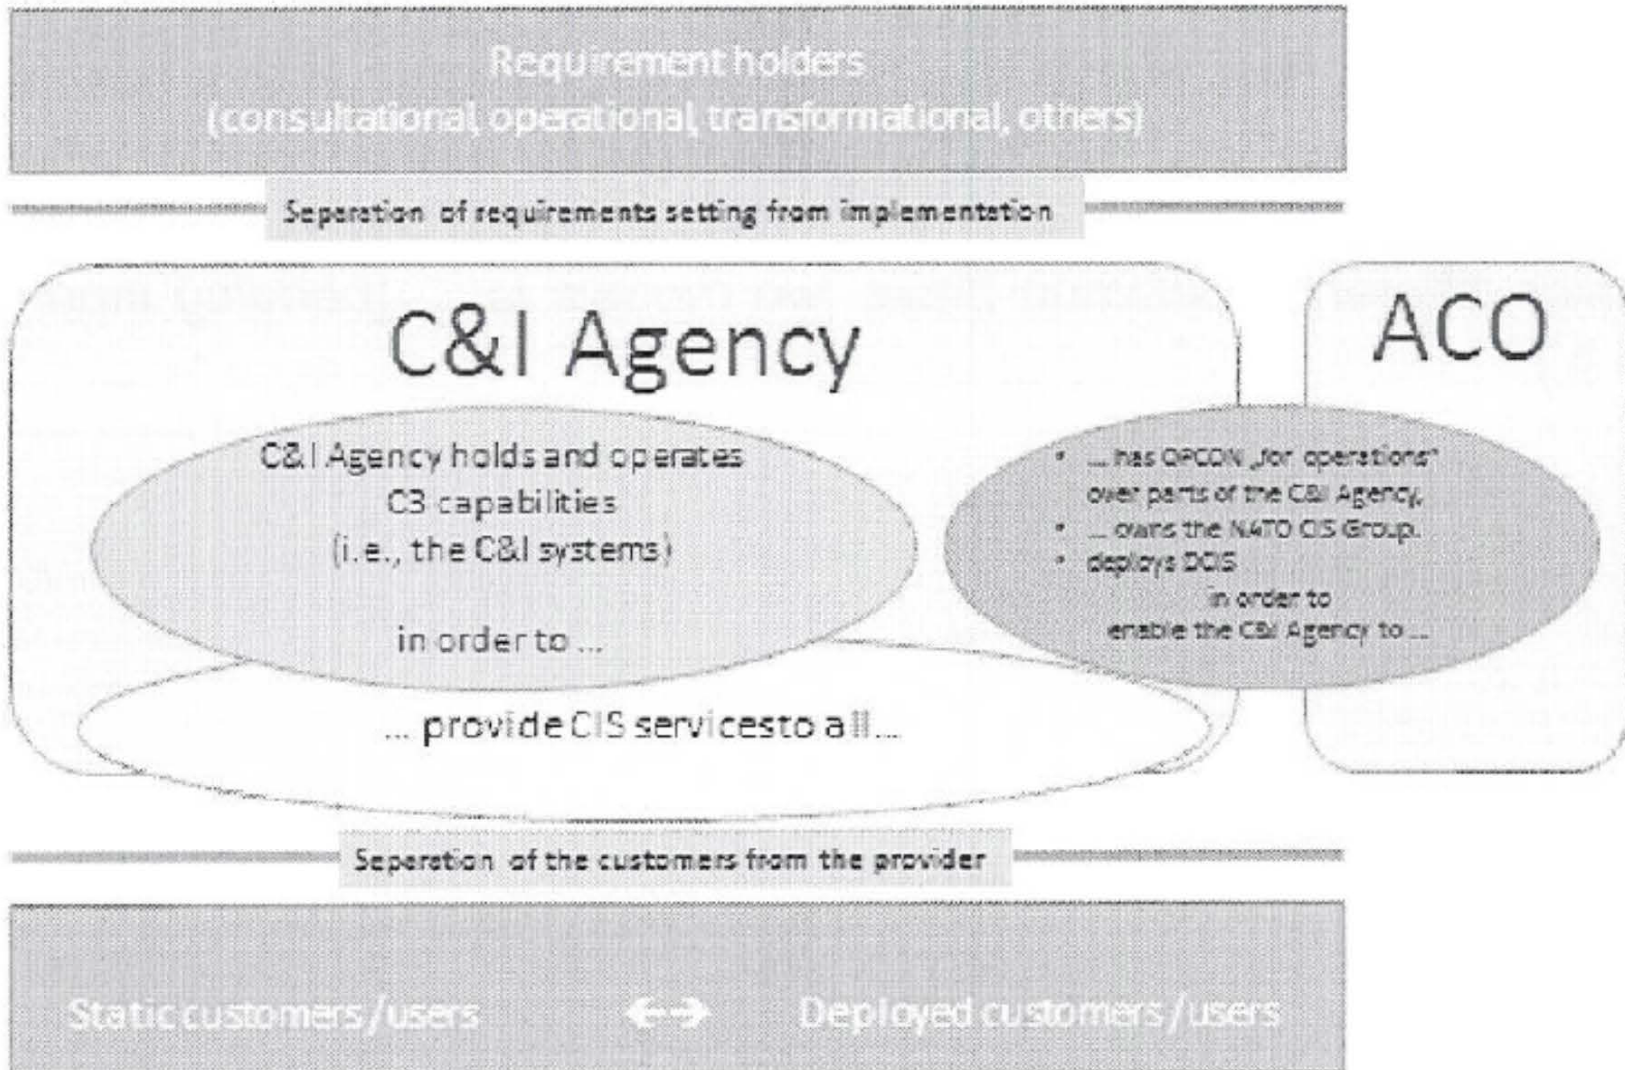 Requirement holders
(consultational, operational, transformational, others)
Separation of requirements setting from implementation
C&I Agency
ACO
C&I Agency holds and operates
C3 capabilities
(i.e., the C&I systems)
in order to ...
• ... has OPCON „for operations"
over parts of the C&I Agency,
• ... owns the NATO CIS Group.
• deploys DCIS
in order to
enable the C&I Agency to ...
... provide CIS services to all ...
Separation of the customers from the provider
Static customers/users ↔ Deployed customers/users